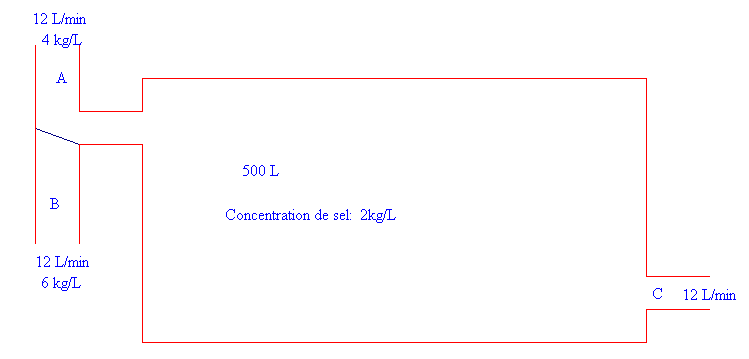 12 L/min
4 kg/L
A
500 L
B
Concentration de sel: 2kg/L
12 L/min
6 kg/L
C 12 L/min